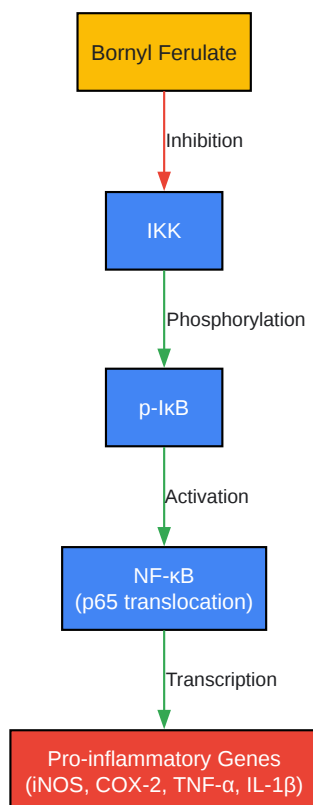 Bornyl Ferulate
Inhibition
IKK
Phosphorylation
p-IκB
Activation
NF-κB
(p65 translocation)
Transcription
Pro-inflammatory Genes
(iNOS, COX-2, TNF-α, IL-1β)